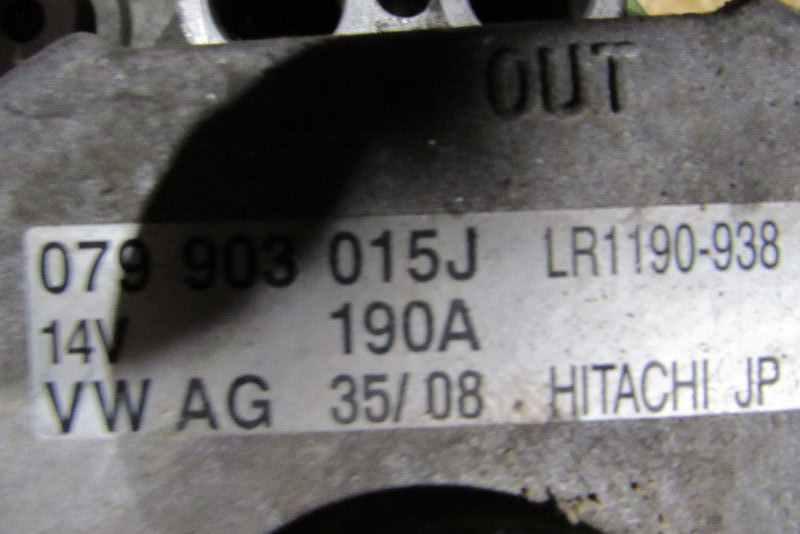 OUT
079 903 015J LR1190-938
14V 190A
VW AG 35/08 HITACHI JP